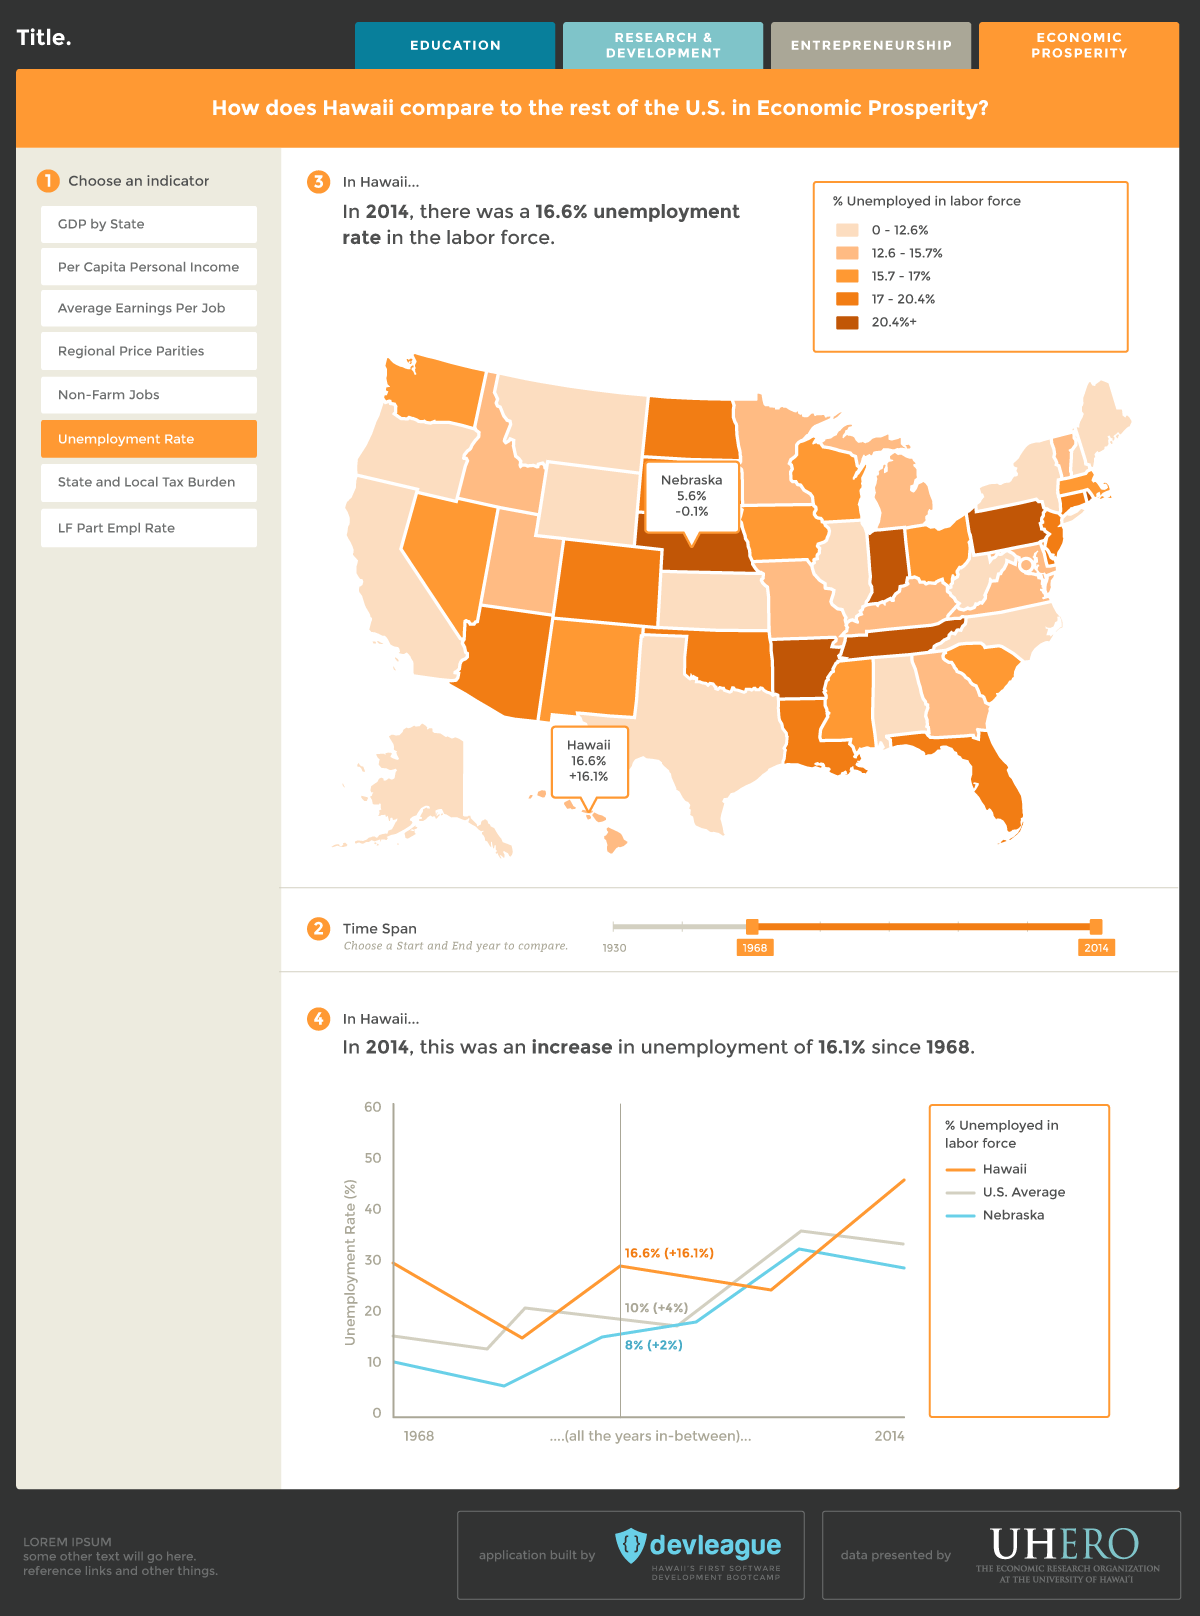 Title.
EDUCATION
RESEARCH &
DEVELOPMENT
ENTREPRENEURSHIP
ECONOMIC
PROSPERITY
How does Hawaii compare to the rest of the U.S. in Economic Prosperity?
1 Choose an indicator
GDP by State
Per Capita Personal Income
Average Earnings Per Job
Regional Price Parities
Non-Farm Jobs
Unemployment Rate
State and Local Tax Burden
LF Part Empl Rate
3 In Hawaii...
In 2014, there was a 16.6% unemployment
rate in the labor force.
% Unemployed in labor force
0 - 12.6%
12.6 - 15.7%
15.7 - 17%
17 - 20.4%
20.4%+
Nebraska
5.6%
-0.1%
Hawaii
16.6%
+16.1%
2 Time Span
Choose a Start and End year to compare.
1930
1968
2014
4 In Hawaii...
In 2014, this was an increase in unemployment of 16.1% since 1968.
Unemployment Rate (%)
60
50
40
30
20
10
0
16.6% (+16.1%)
10% (+4%)
8% (+2%)
1968
....(all the years in-between)...
2014
% Unemployed in
labor force
Hawaii
U.S. Average
Nebraska
LOREM IPSUM
some other text will go here.
reference links and other things.
application built by
{ } devleague
HAWAII'S FIRST SOFTWARE
DEVELOPMENT BOOTCAMP
data presented by
UHERO
THE ECONOMIC RESEARCH ORGANIZATION
AT THE UNIVERSITY OF HAWAI'I